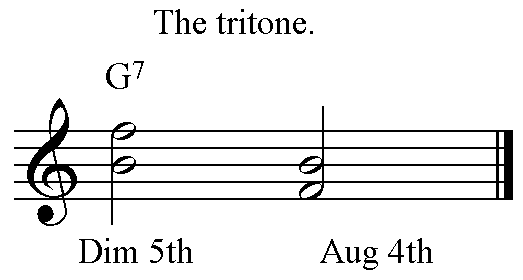 The tritone.
G7
Dim 5th Aug 4th